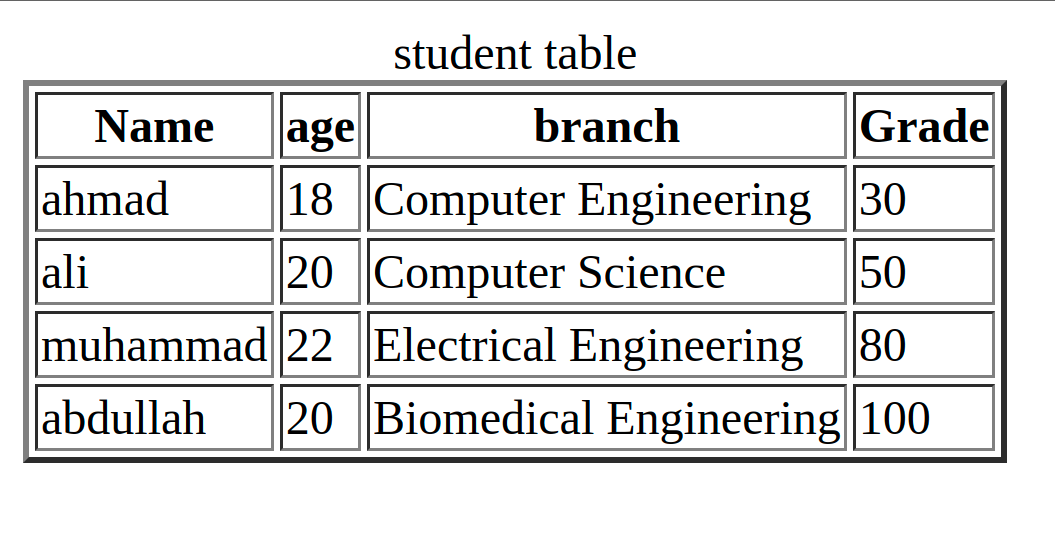 student table
Name age branch Grade
ahmad 18 Computer Engineering 30
ali 20 Computer Science 50
muhammad 22 Electrical Engineering 80
abdullah 20 Biomedical Engineering 100